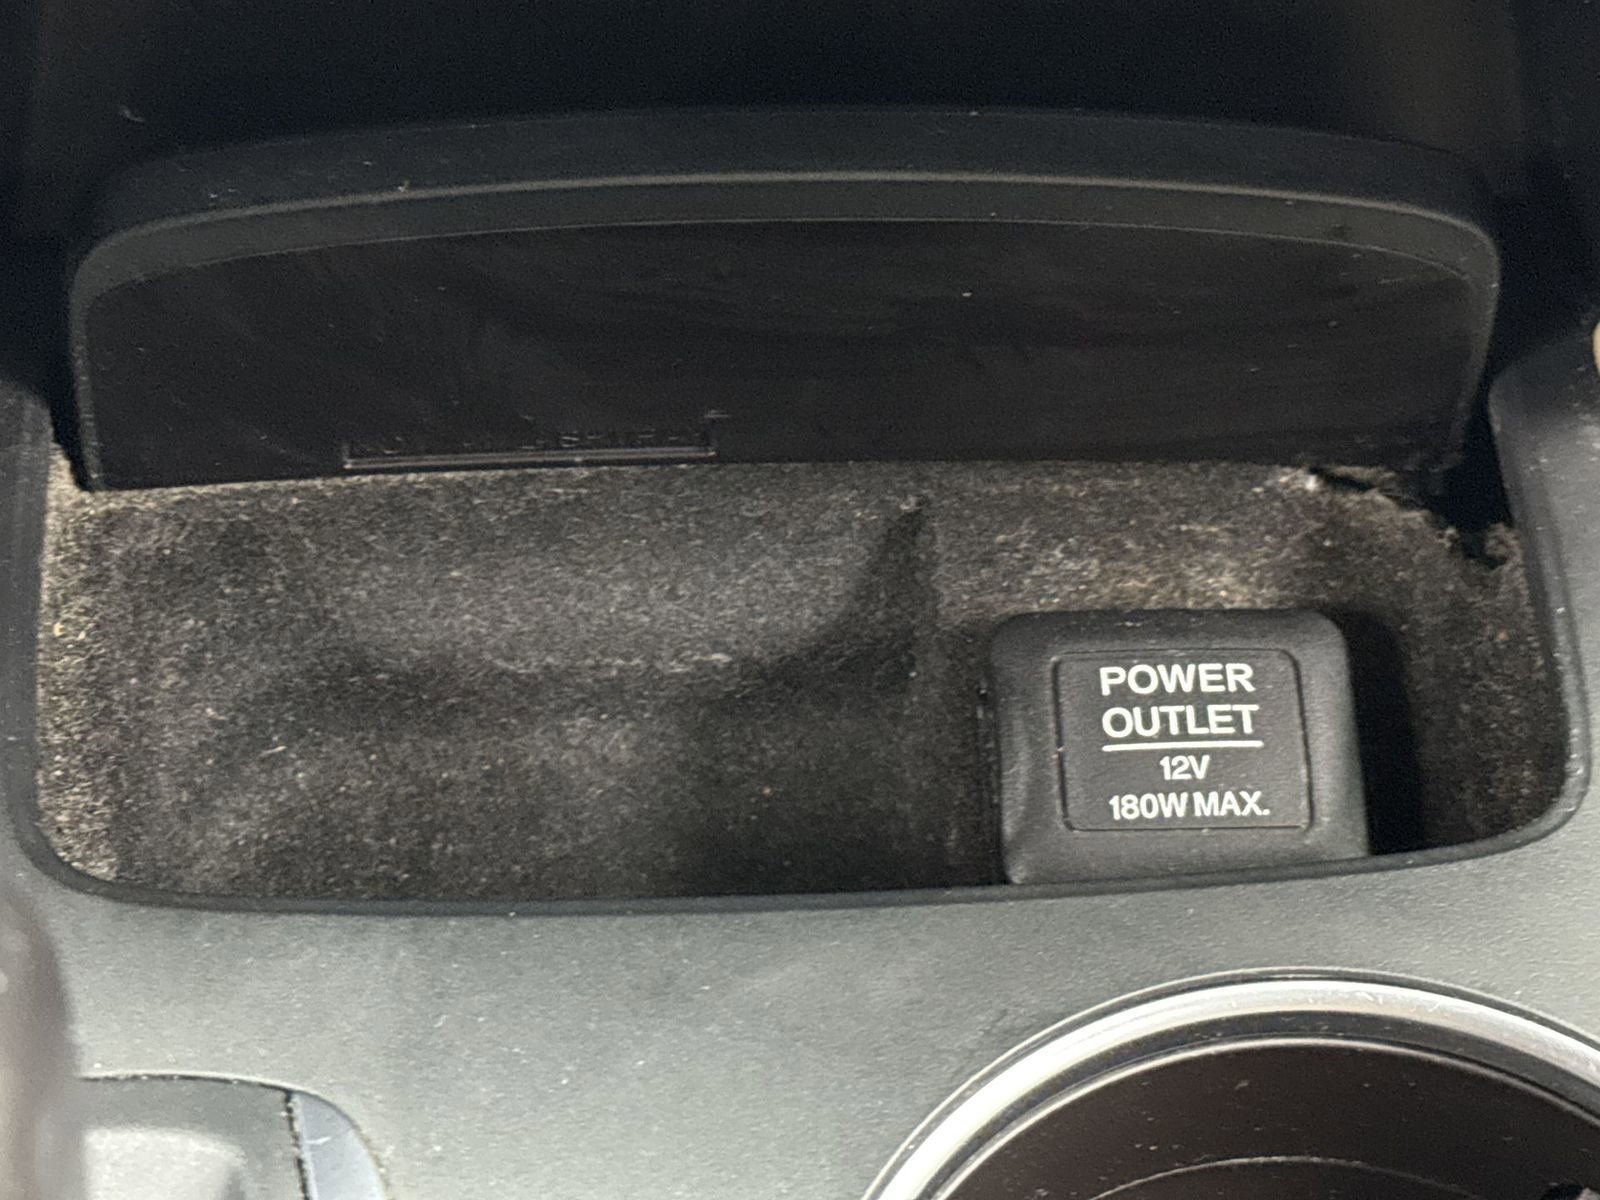 POWER
OUTLET
12V
180W MAX.